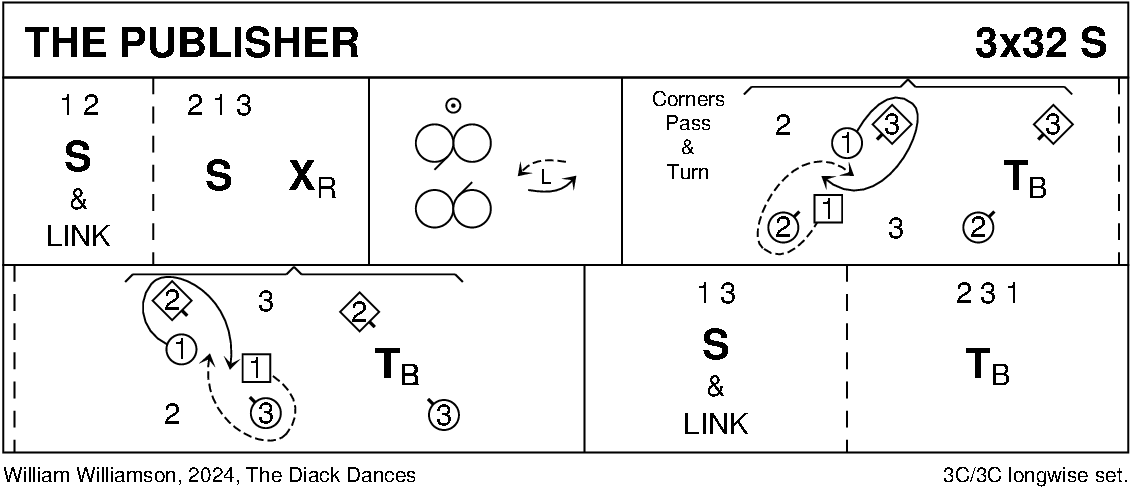 THE PUBLISHER
3x32 S
1 2
S
&
LINK
2 1 3
S XR
L
Corners
Pass
&
Turn
2 1 3 3
TB
2 1 3 2
2 3 2
1 1
TB
2 3 3
1 3
S
&
LINK
2 3 1
TB
William Williamson, 2024, The Diack Dances
3C/3C longwise set.